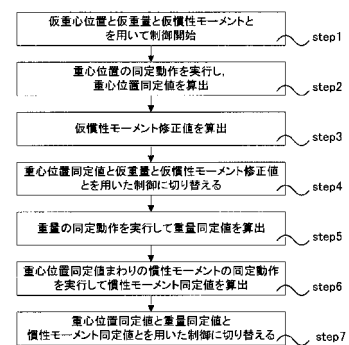 仮重心位置と仮重量と仮慣性モーメントと
を用いて制御開始
step1
重心位置の同定動作を実行し,
重心位置同定値を算出
step2
仮慣性モーメント修正値を算出
step3
重心位置同定値と仮重量と仮慣性モーメント修正値
とを用いた制御に切り替える
step4
重量の同定動作を実行して重量同定値を算出
step5
重心位置同定値まわりの慣性モーメントの同定動作
を実行して慣性モーメント同定値を算出
step6
重心位置同定値と重量同定値と
慣性モーメント同定値とを用いた制御に切り替える
step7